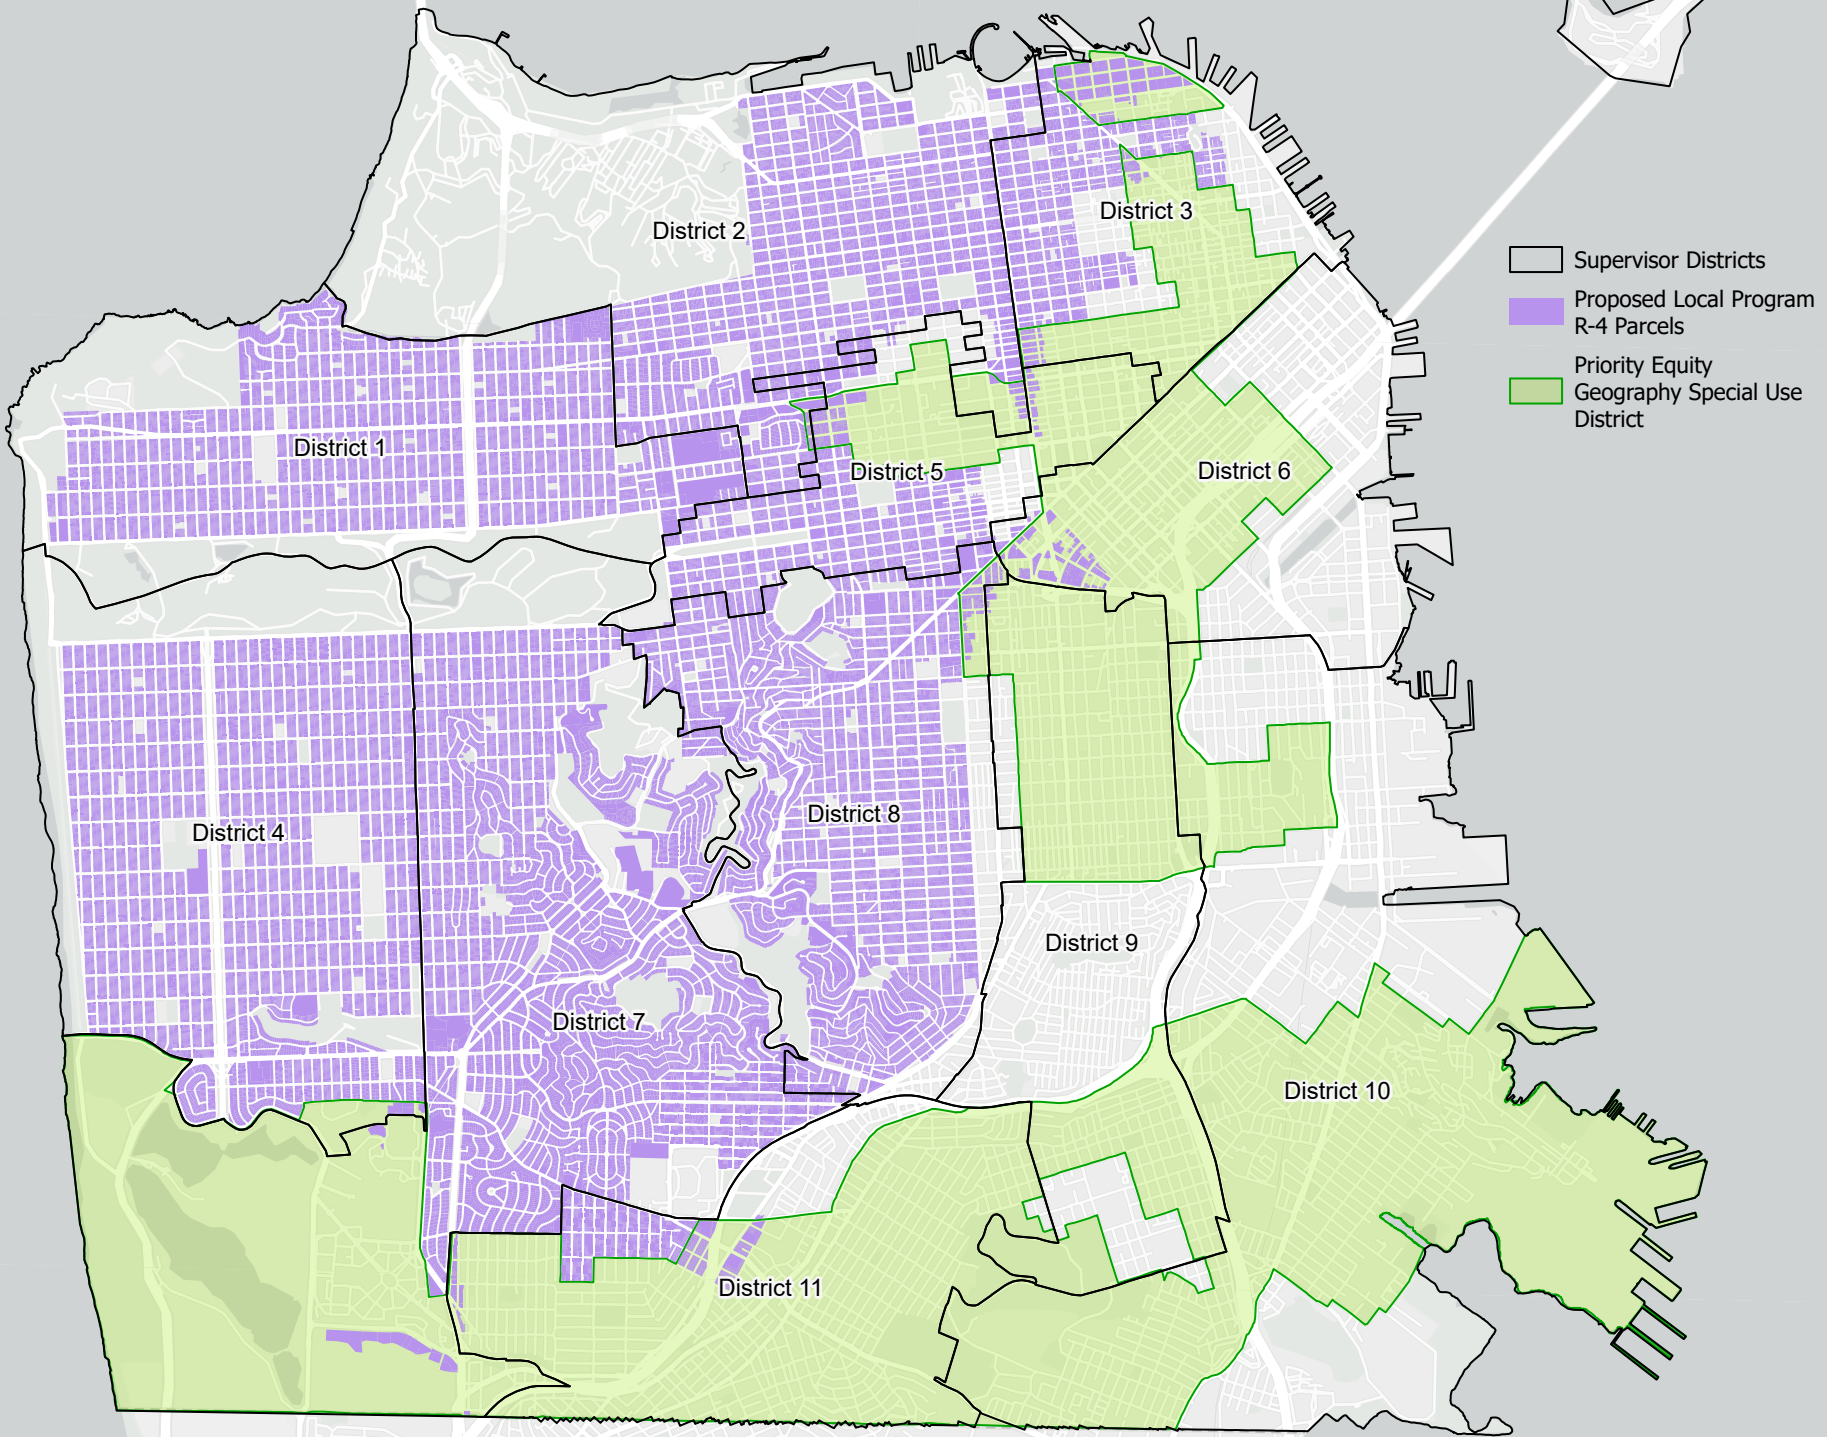 District 2
District 3
Supervisor Districts
Proposed Local Program
R-4 Parcels
Priority Equity
Geography Special Use
District
District 1
District 5
District 6
District 4
District 8
District 9
District 7
District 10
District 11